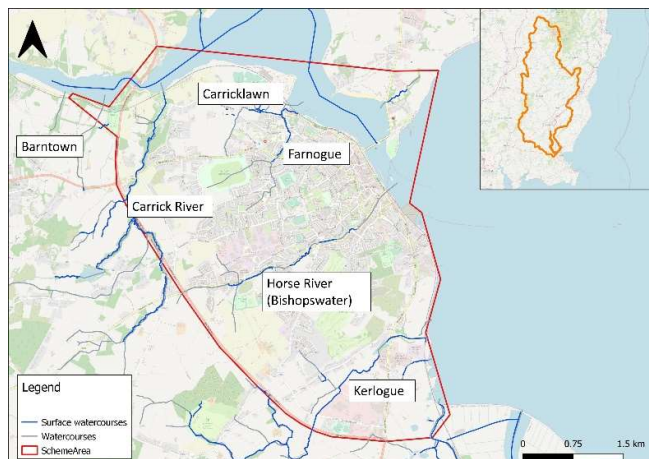 Carricklawn
Farnogue
Barntown
Carrick River
Horse River
(Bishopswater)
Kerlogue
Legend
Surface watercourses
Watercourses
SchemeArea
0 0.75 1.5 km